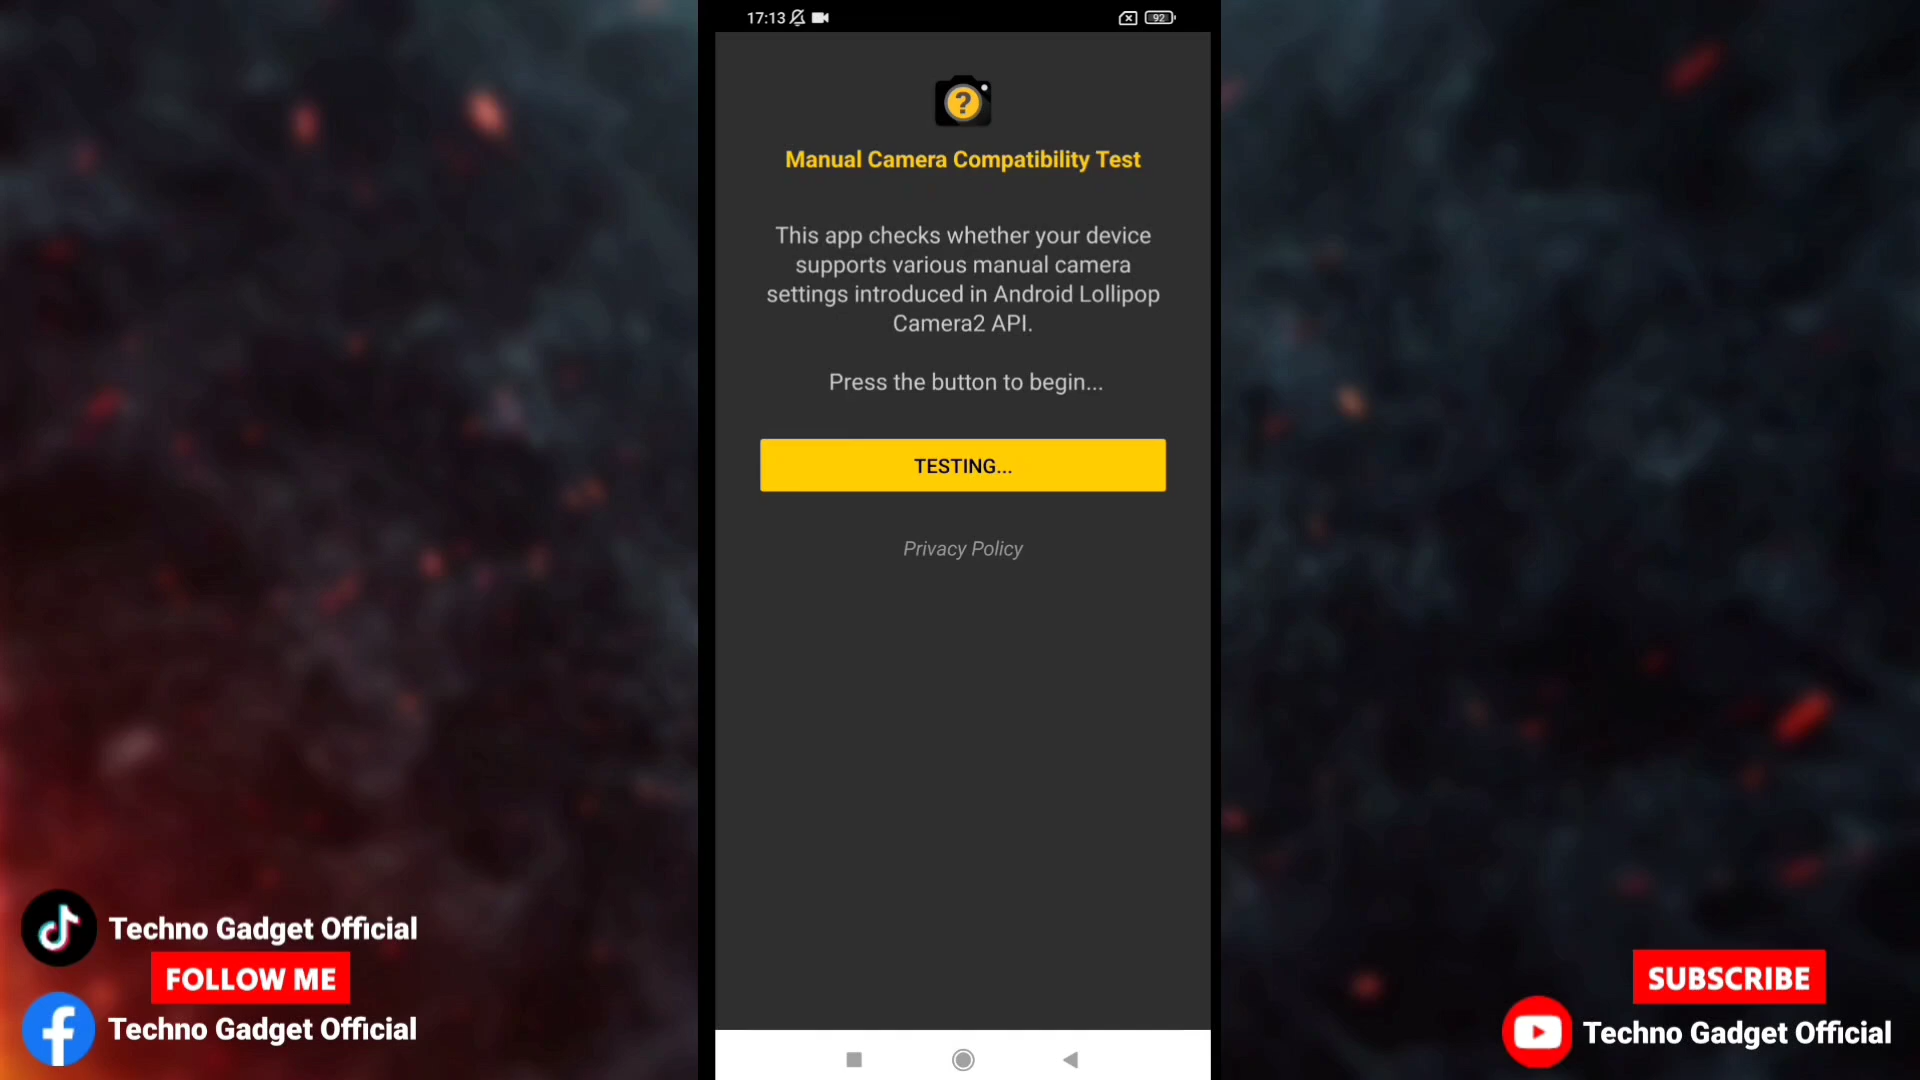 17:13
92
?
Manual Camera Compatibility Test
This app checks whether your device
supports various manual camera
settings introduced in Android Lollipop
Camera2 API.
Press the button to begin...
TESTING...
Privacy Policy
Techno Gadget Official
FOLLOW ME
Techno Gadget Official
SUBSCRIBE
Techno Gadget Official